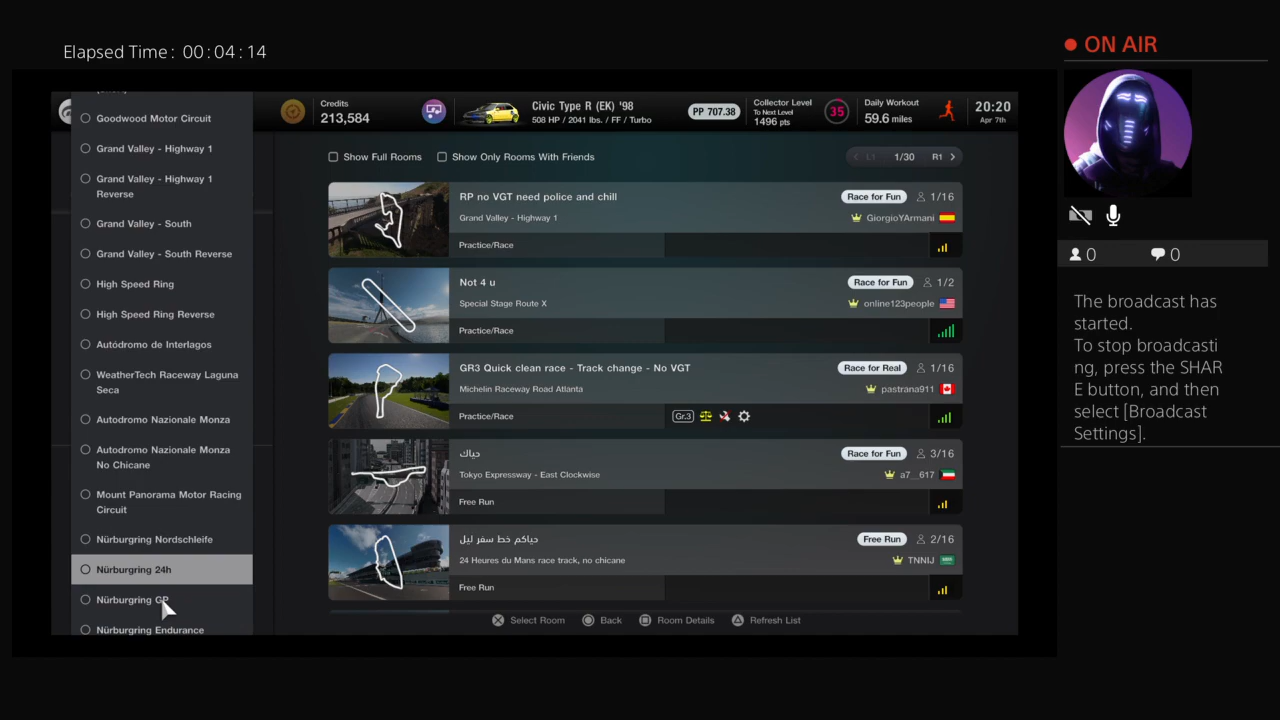 Elapsed Time: 00:04:14
ON AIR
Goodwood Motor Circuit
Grand Valley - Highway 1
Grand Valley - Highway 1
Reverse
Grand Valley - South
Grand Valley - South Reverse
High Speed Ring
High Speed Ring Reverse
Autódromo de Interlagos
WeatherTech Raceway Laguna
Seca
Autodromo Nazionale Monza
Autodromo Nazionale Monza
No Chicane
Mount Panorama Motor Racing
Circuit
Nürburgring Nordschleife
Nürburgring 24h
Nürburgring GP
Nürburgring Endurance
Credits
213,584
Civic Type R (EK) '98
508 HP / 2041 lbs. / FF / Turbo
PP 707.38
Collector Level
To Next Level
1496 pts
35
Daily Workout
59.6 miles
20:20
Apr 7th
Show Full Rooms
Show Only Rooms With Friends
L1 1/30 R1
RP no VGT need police and chill
Race for Fun 1/16
Grand Valley - Highway 1
GiorgioYArmani
Practice/Race
Not 4 u
Race for Fun 1/2
Special Stage Route X
online123people
Practice/Race
GR3 Quick clean race - Track change - No VGT
Race for Real 1/16
Michelin Raceway Road Atlanta
pastrana911
Practice/Race
Gr.3
حياك
Race for Fun 3/16
Tokyo Expressway - East Clockwise
a7__617
Free Run
حياكم خط سفر ليل
Free Run 2/16
24 Heures du Mans race track, no chicane
TNNIJ
Free Run
Select Room
Back
Room Details
Refresh List
0
0
The broadcast has
started.
To stop broadcasti
ng, press the SHAR
E button, and then
select [Broadcast
Settings].